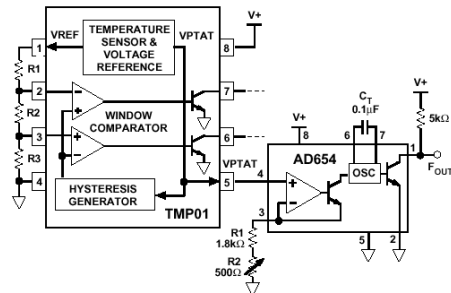 VREF
TEMPERATURE
SENSOR &
VOLTAGE
REFERENCE
VPTAT
V+
1
8
R1
2
7
WINDOW
COMPARATOR
R2
3
6
R3
VPTAT
4
5
HYSTERESIS
GENERATOR
TMP01
CT
0.1µF
V+
V+
5kΩ
8
6
7
1
AD654
4
OSC
FOUT
3
R1
1.8kΩ
R2
500Ω
5
2